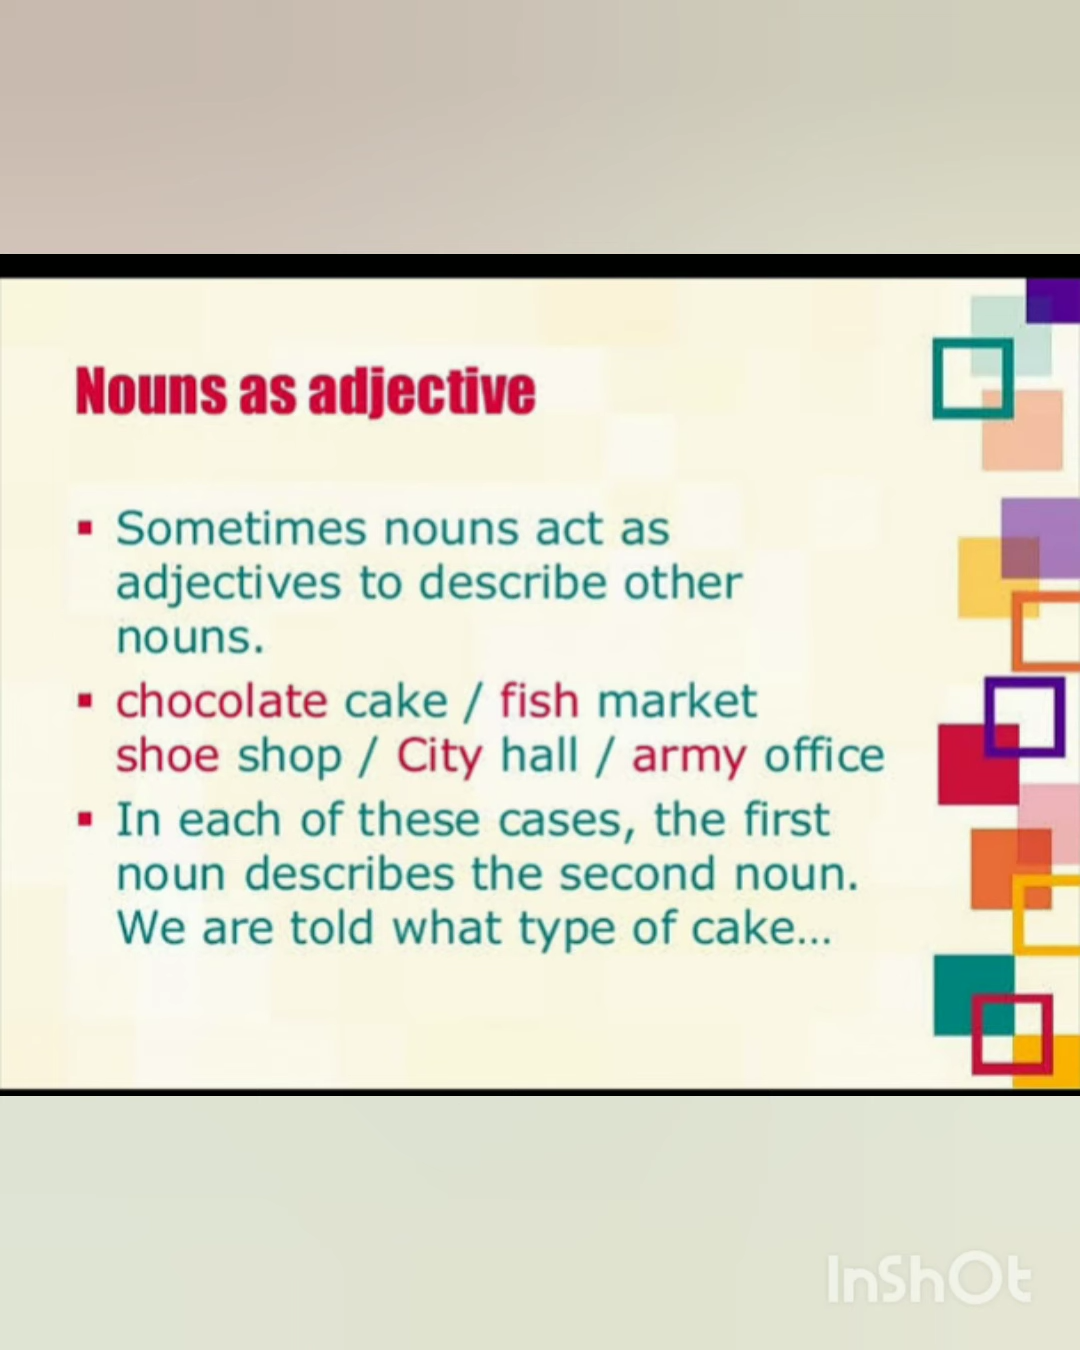 Nouns as adjective
Sometimes nouns act as
adjectives to describe other
nouns.
chocolate cake / fish market
shoe shop / City hall / army office
In each of these cases, the first
noun describes the second noun.
We are told what type of cake...
InShOt